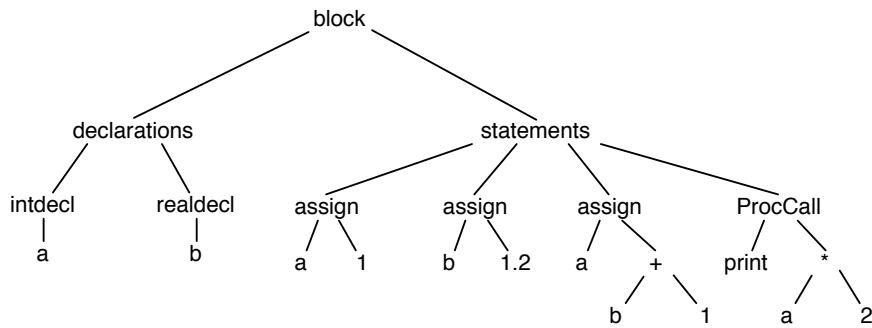 block
declarations statements
intdecl realdecl assign assign assign ProcCall
a b a 1 b 1.2 a + print *
b 1 a 2